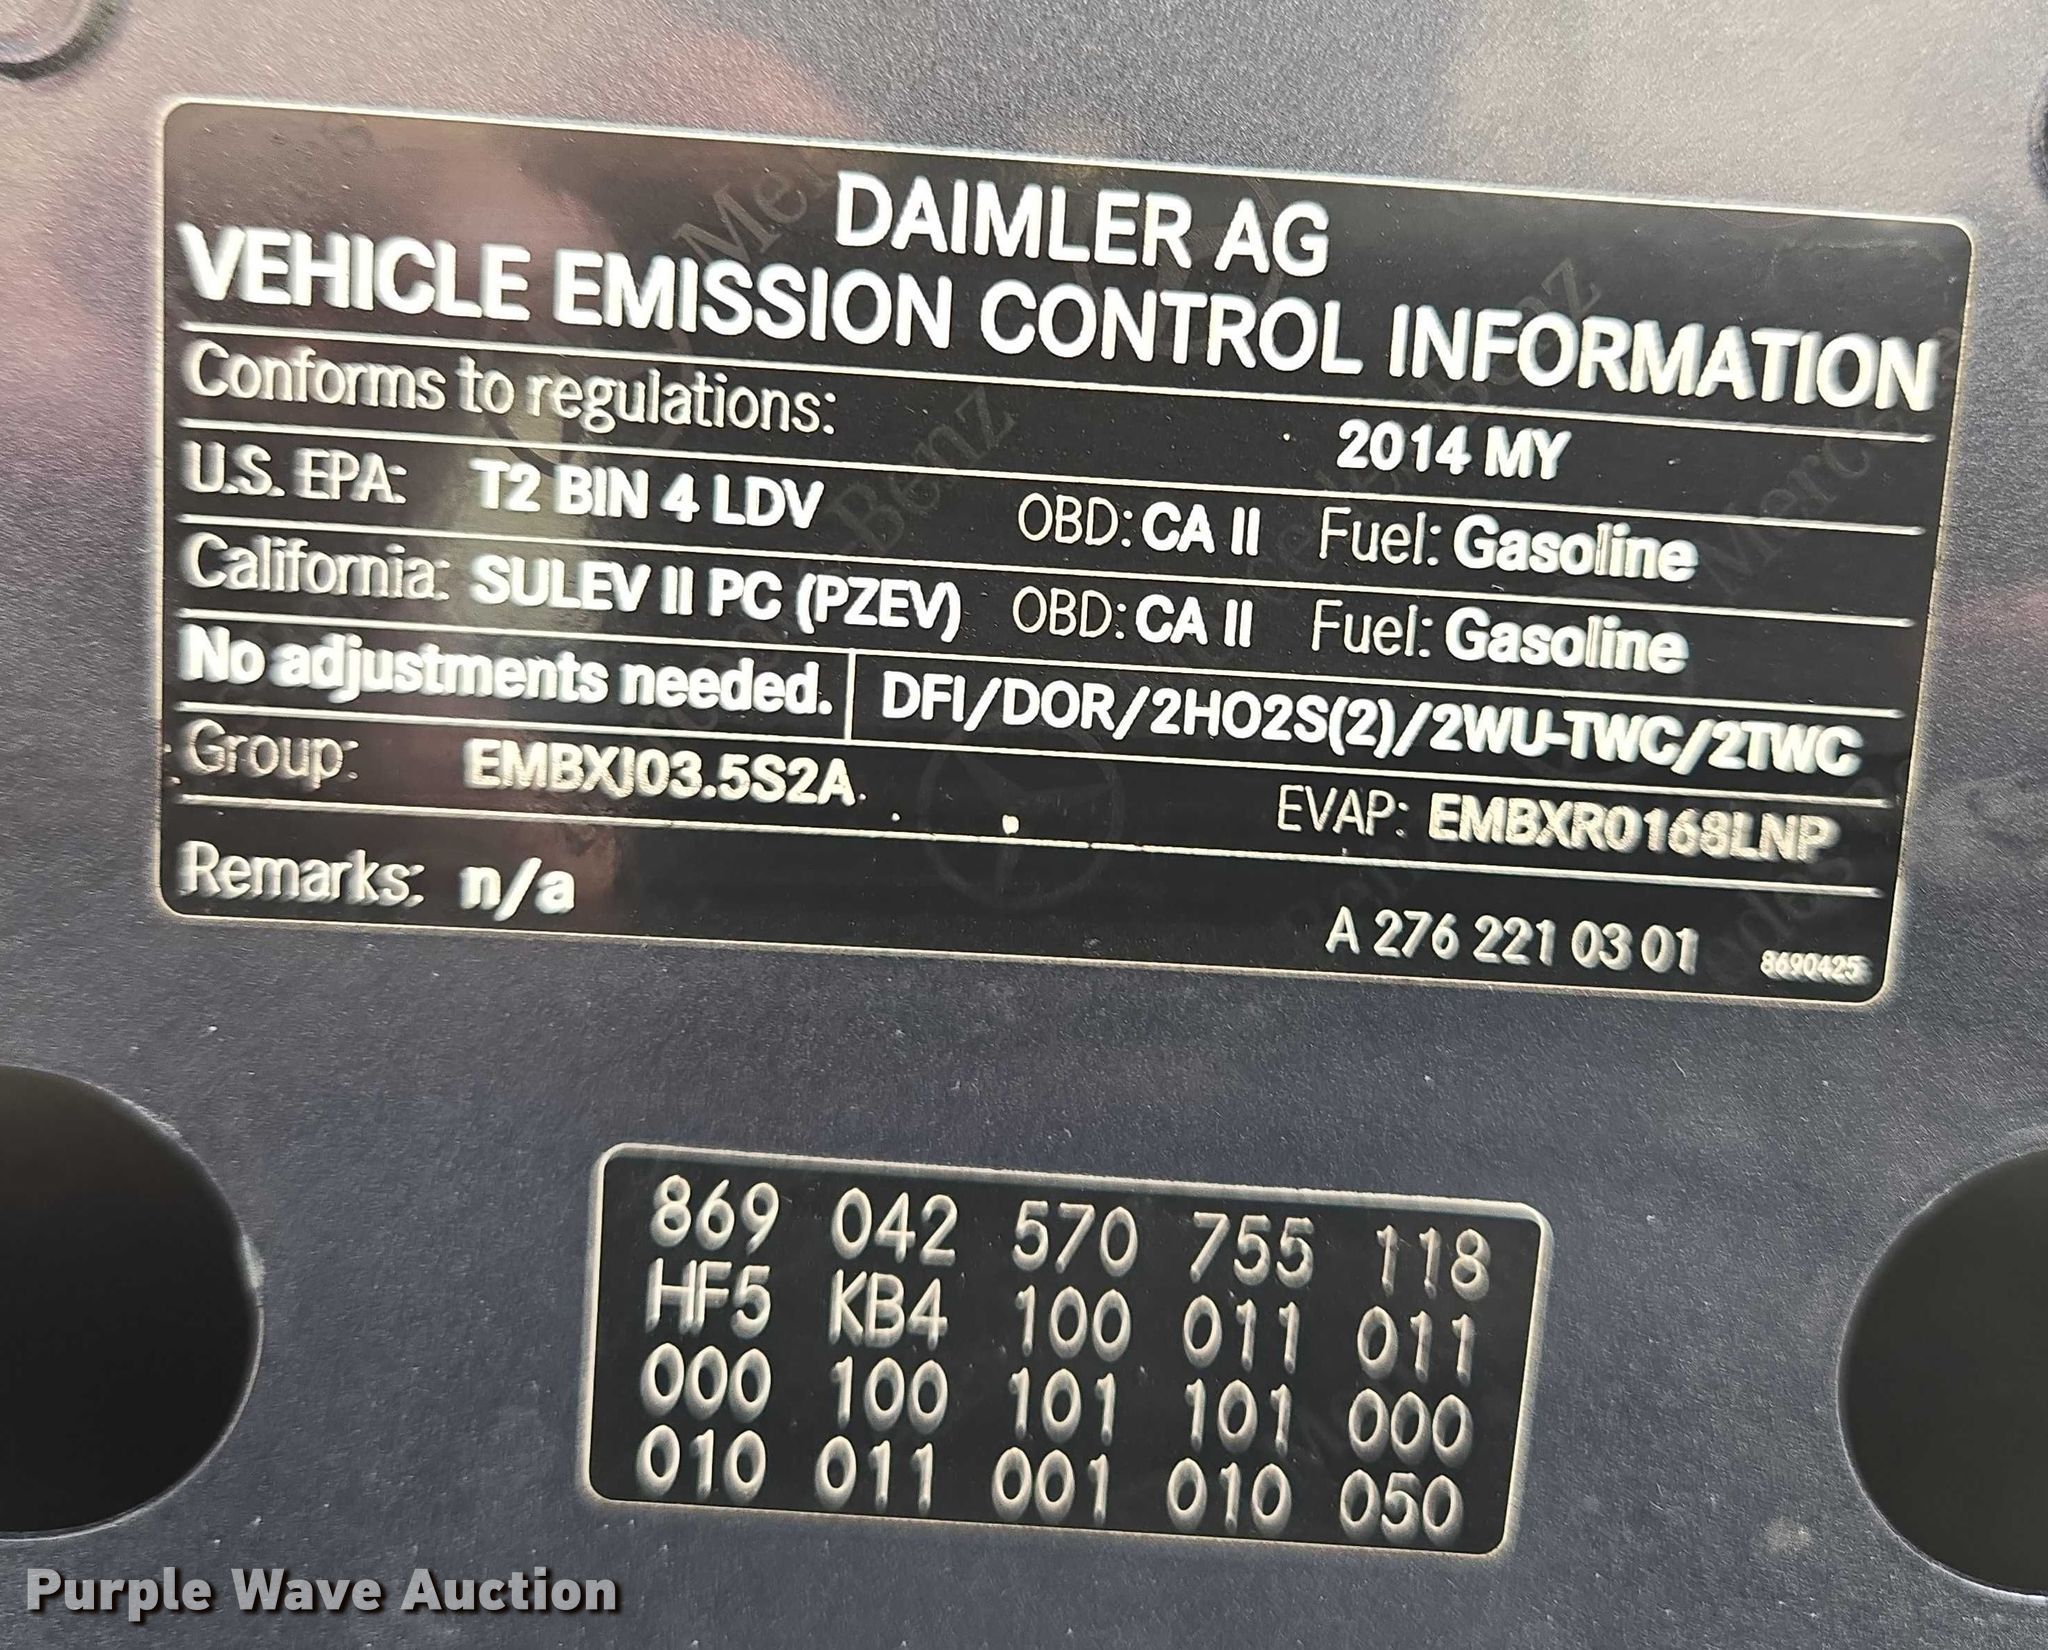 DAIMLER AG
VEHICLE EMISSION CONTROL INFORMATION
Conforms to regulations: 2014 MY
U.S. EPA: T2 BIN 4 LDV OBD: CA II Fuel: Gasoline
California: SULEV II PC (PZEV) OBD: CA II Fuel: Gasoline
No adjustments needed. DFI/DOR/2HO2S(2)/2WU-TWC/2TWC
Group: EMBXJ03.5S2A EVAP: EMBXR0168LNP
Remarks: n/a
A 276 221 03 01 8690425
869 042 570 755 118
HF5 KB4 100 011 011
000 100 101 101 000
010 011 001 010 050
Purple Wave Auction